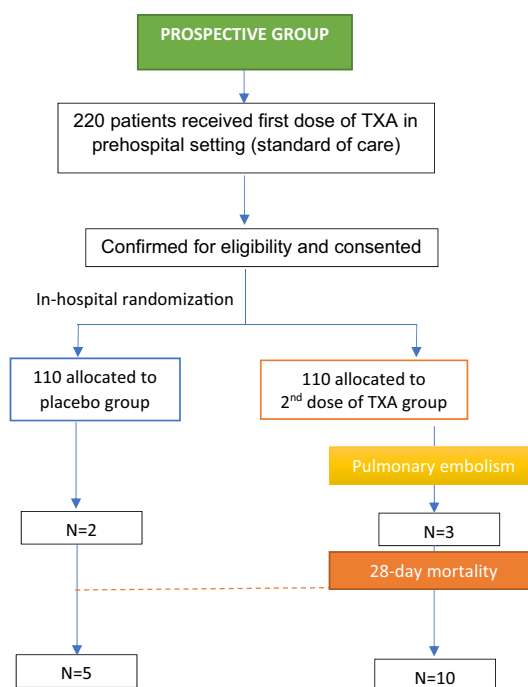 PROSPECTIVE GROUP
220 patients received first dose of TXA in
prehospital setting (standard of care)
Confirmed for eligibility and consented
In-hospital randomization
110 allocated to
placebo group
110 allocated to
2nd dose of TXA group
Pulmonary embolism
N=2
N=3
28-day mortality
N=5
N=10